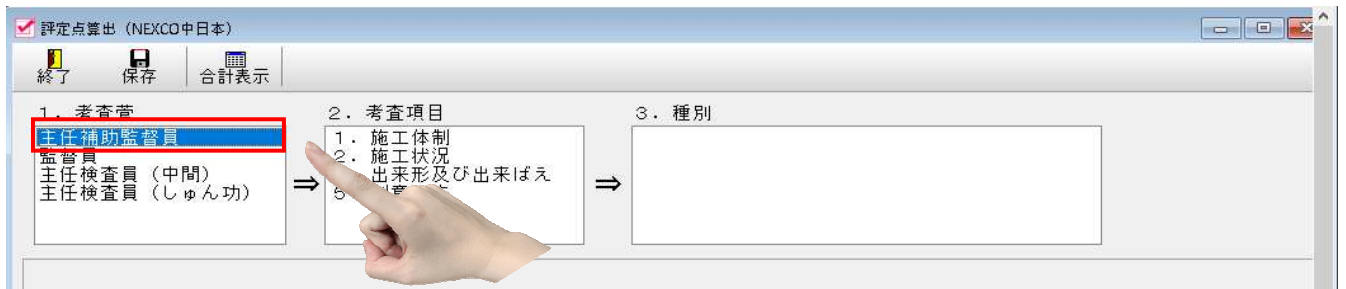 評定点算出（NEXCO中日本）
終了 保存 合計表示
1．考査菅 2．考査項目 3．種別
主任補助監督員
監督員
主任検査員（中間）
主任検査員（しゅん功）
⇒
1．施工体制
2．施工状況
出来形及び出来ばえ
5
⇒